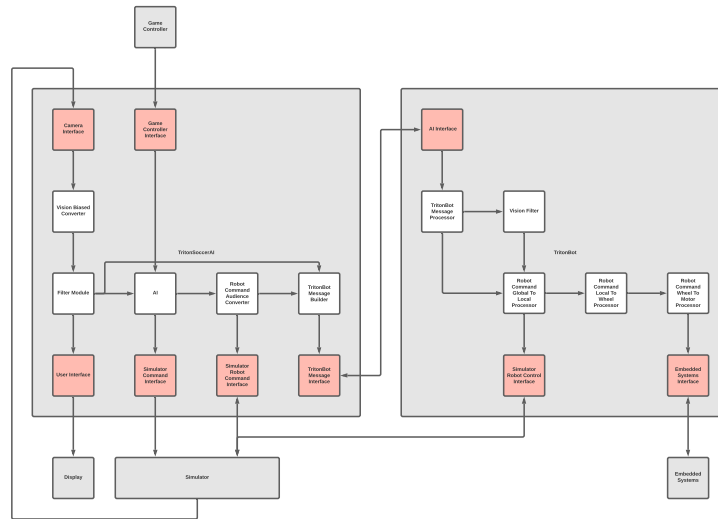 Game
Controller
Camera
Interface
Game
Controller
Interface
AI Interface
Vision Biased
Converter
TritonBot
Message
Processor
Vision Filter
TritonSoccerAI
TritonBot
Filter Module
AI
Robot
Command
Audience
Converter
TritonBot
Message
Builder
Robot
Command
Global To
Local
Processor
Robot
Command
Local To
Wheel
Processor
Robot
Command
Wheel To
Motor
Processor
User Interface
Simulator
Command
Interface
Simulator
Robot
Command
Interface
TritonBot
Message
Interface
Simulator
Robot Control
Interface
Embedded
Systems
Interface
Display
Simulator
Embedded
Systems